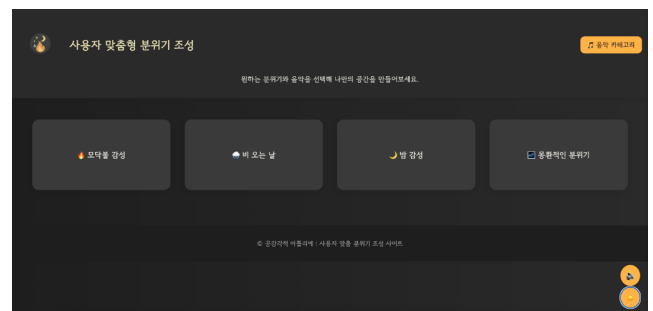 사용자 맞춤형 분위기 조성
🎵 음악 카테고리
원하는 분위기와 음악을 선택해 나만의 공간을 만들어보세요.
🔥 모닥불 감성
🌧️ 비 오는 날
🌙 밤 감성
🌌 몽환적인 분위기
© 공감각적 아틀리에 : 사용자 맞춤 분위기 조성 사이트